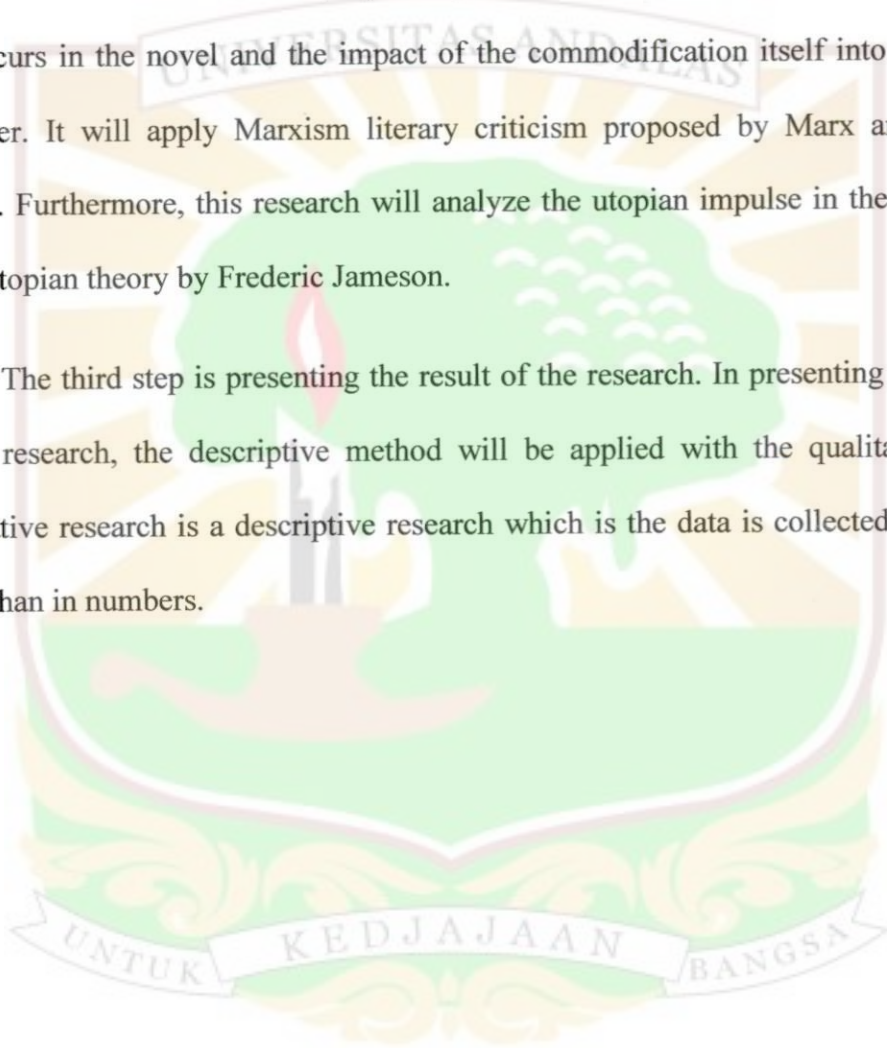 UNIVERSITAS ANDALAS
curs in the novel and the impact of the commodification itself into
er. It will apply Marxism literary criticism proposed by Marx a
. Furthermore, this research will analyze the utopian impulse in the
topian theory by Frederic Jameson.
The third step is presenting the result of the research. In presenting
research, the descriptive method will be applied with the qualita
tive research is a descriptive research which is the data is collected
han in numbers.
UNTUK KEDJAJAAN BANGSA